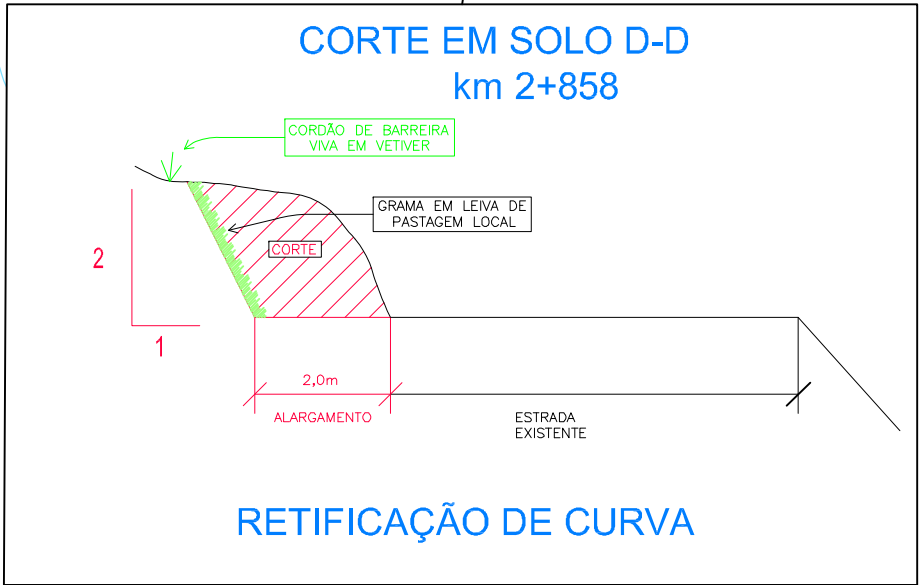 CORTE EM SOLO D-D
km 2+858
CORDÃO DE BARREIRA
VIVA EM VETIVER
GRAMA EM LEIVA DE
PASTAGEM LOCAL
CORTE
2
1
2,0m
ALARGAMENTO
ESTRADA
EXISTENTE
RETIFICAÇÃO DE CURVA